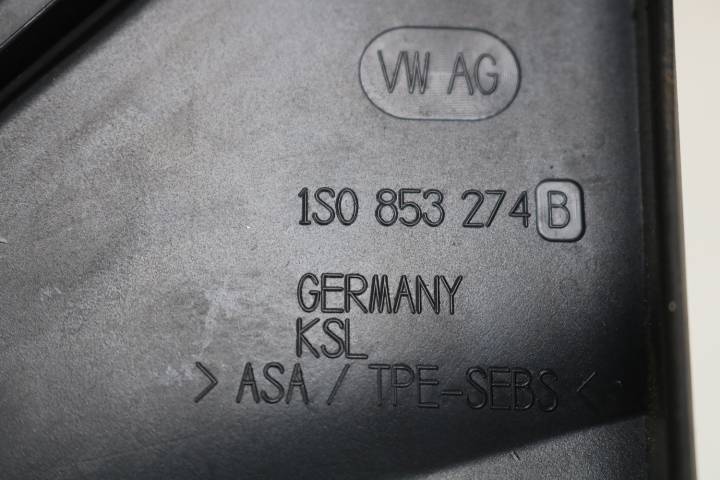 VW AG
1S0 853 274 B
GERMANY
KSL
> ASA / TPE-SEBS <